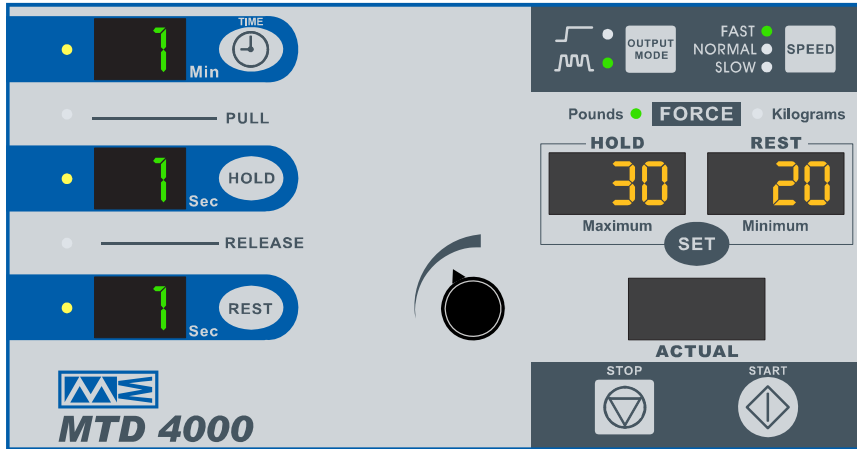 TIME
1
Min
PULL
1
HOLD
Sec
RELEASE
1
REST
Sec
MTD 4000
OUTPUT
MODE
FAST
NORMAL
SLOW
SPEED
Pounds
FORCE
Kilograms
HOLD
REST
30
20
Maximum
Minimum
SET
ACTUAL
STOP
START